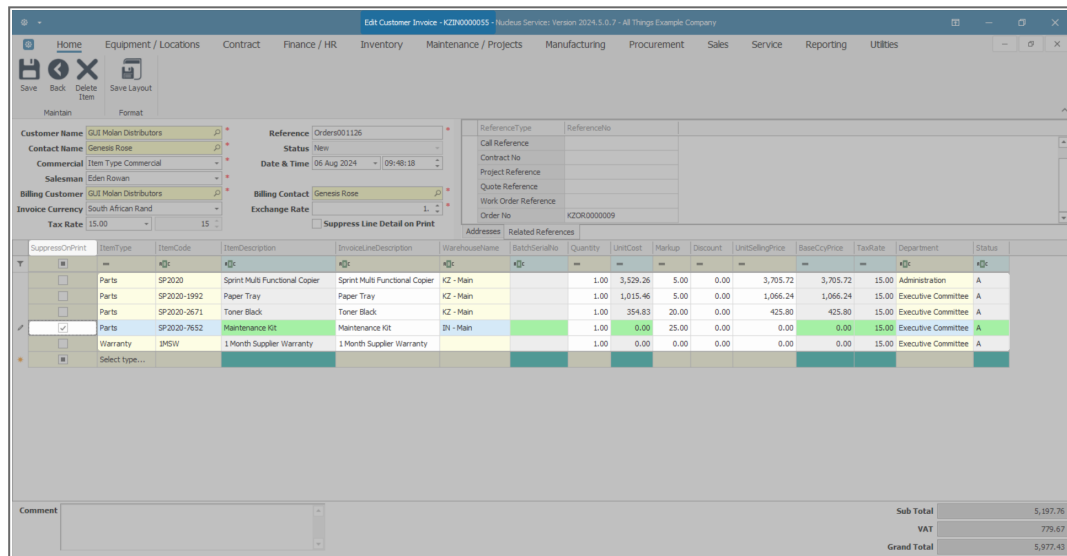 Edit Customer Invoice - KZIN0000055 - Nucleus Service: Version 2024.5.0.7 - All Things Example Company
Home Equipment / Locations Contract Finance / HR Inventory Maintenance / Projects Manufacturing Procurement Sales Service Reporting Utilities
Save Back Delete Item Save Layout
Maintain Format
Customer Name GUI Molan Distributors * Reference Orders001126 * ReferenceType ReferenceNo
Contact Name Genesis Rose * Status New Call Reference
Commercial Item Type Commercial * Date & Time 06 Aug 2024 09:48:18 * Contract No
Project Reference
Salesman Eden Rowan * Quote Reference
Billing Customer GUI Molan Distributors * Billing Contact Genesis Rose * Work Order Reference
Invoice Currency South African Rand Exchange Rate 1. * Order No KZOR0000009
Tax Rate 15.00 15 Suppress Line Detail on Print Addresses Related References
SuppressOnPrint ItemType ItemCode ItemDescription InvoiceLineDescription WarehouseName BatchSerialNo Quantity UnitCost Markup Discount UnitSellingPrice BaseCcyPrice TaxRate Department Status
Parts SP2020 Sprint Multi Functional Copier Sprint Multi Functional Copier KZ - Main 1.00 3,529.26 5.00 0.00 3,705.72 3,705.72 15.00 Administration A
Parts SP2020-1992 Paper Tray Paper Tray KZ - Main 1.00 1,015.46 5.00 0.00 1,066.24 1,066.24 15.00 Executive Committee A
Parts SP2020-2671 Toner Black Toner Black KZ - Main 1.00 354.83 20.00 0.00 425.80 425.80 15.00 Executive Committee A
Parts SP2020-7652 Maintenance Kit Maintenance Kit IN - Main 1.00 0.00 25.00 0.00 0.00 0.00 15.00 Executive Committee A
Warranty 1MSW 1 Month Supplier Warranty 1 Month Supplier Warranty 1.00 0.00 0.00 0.00 0.00 0.00 15.00 Executive Committee A
Select type...
Comment Sub Total 5,197.76
VAT 779.67
Grand Total 5,977.43